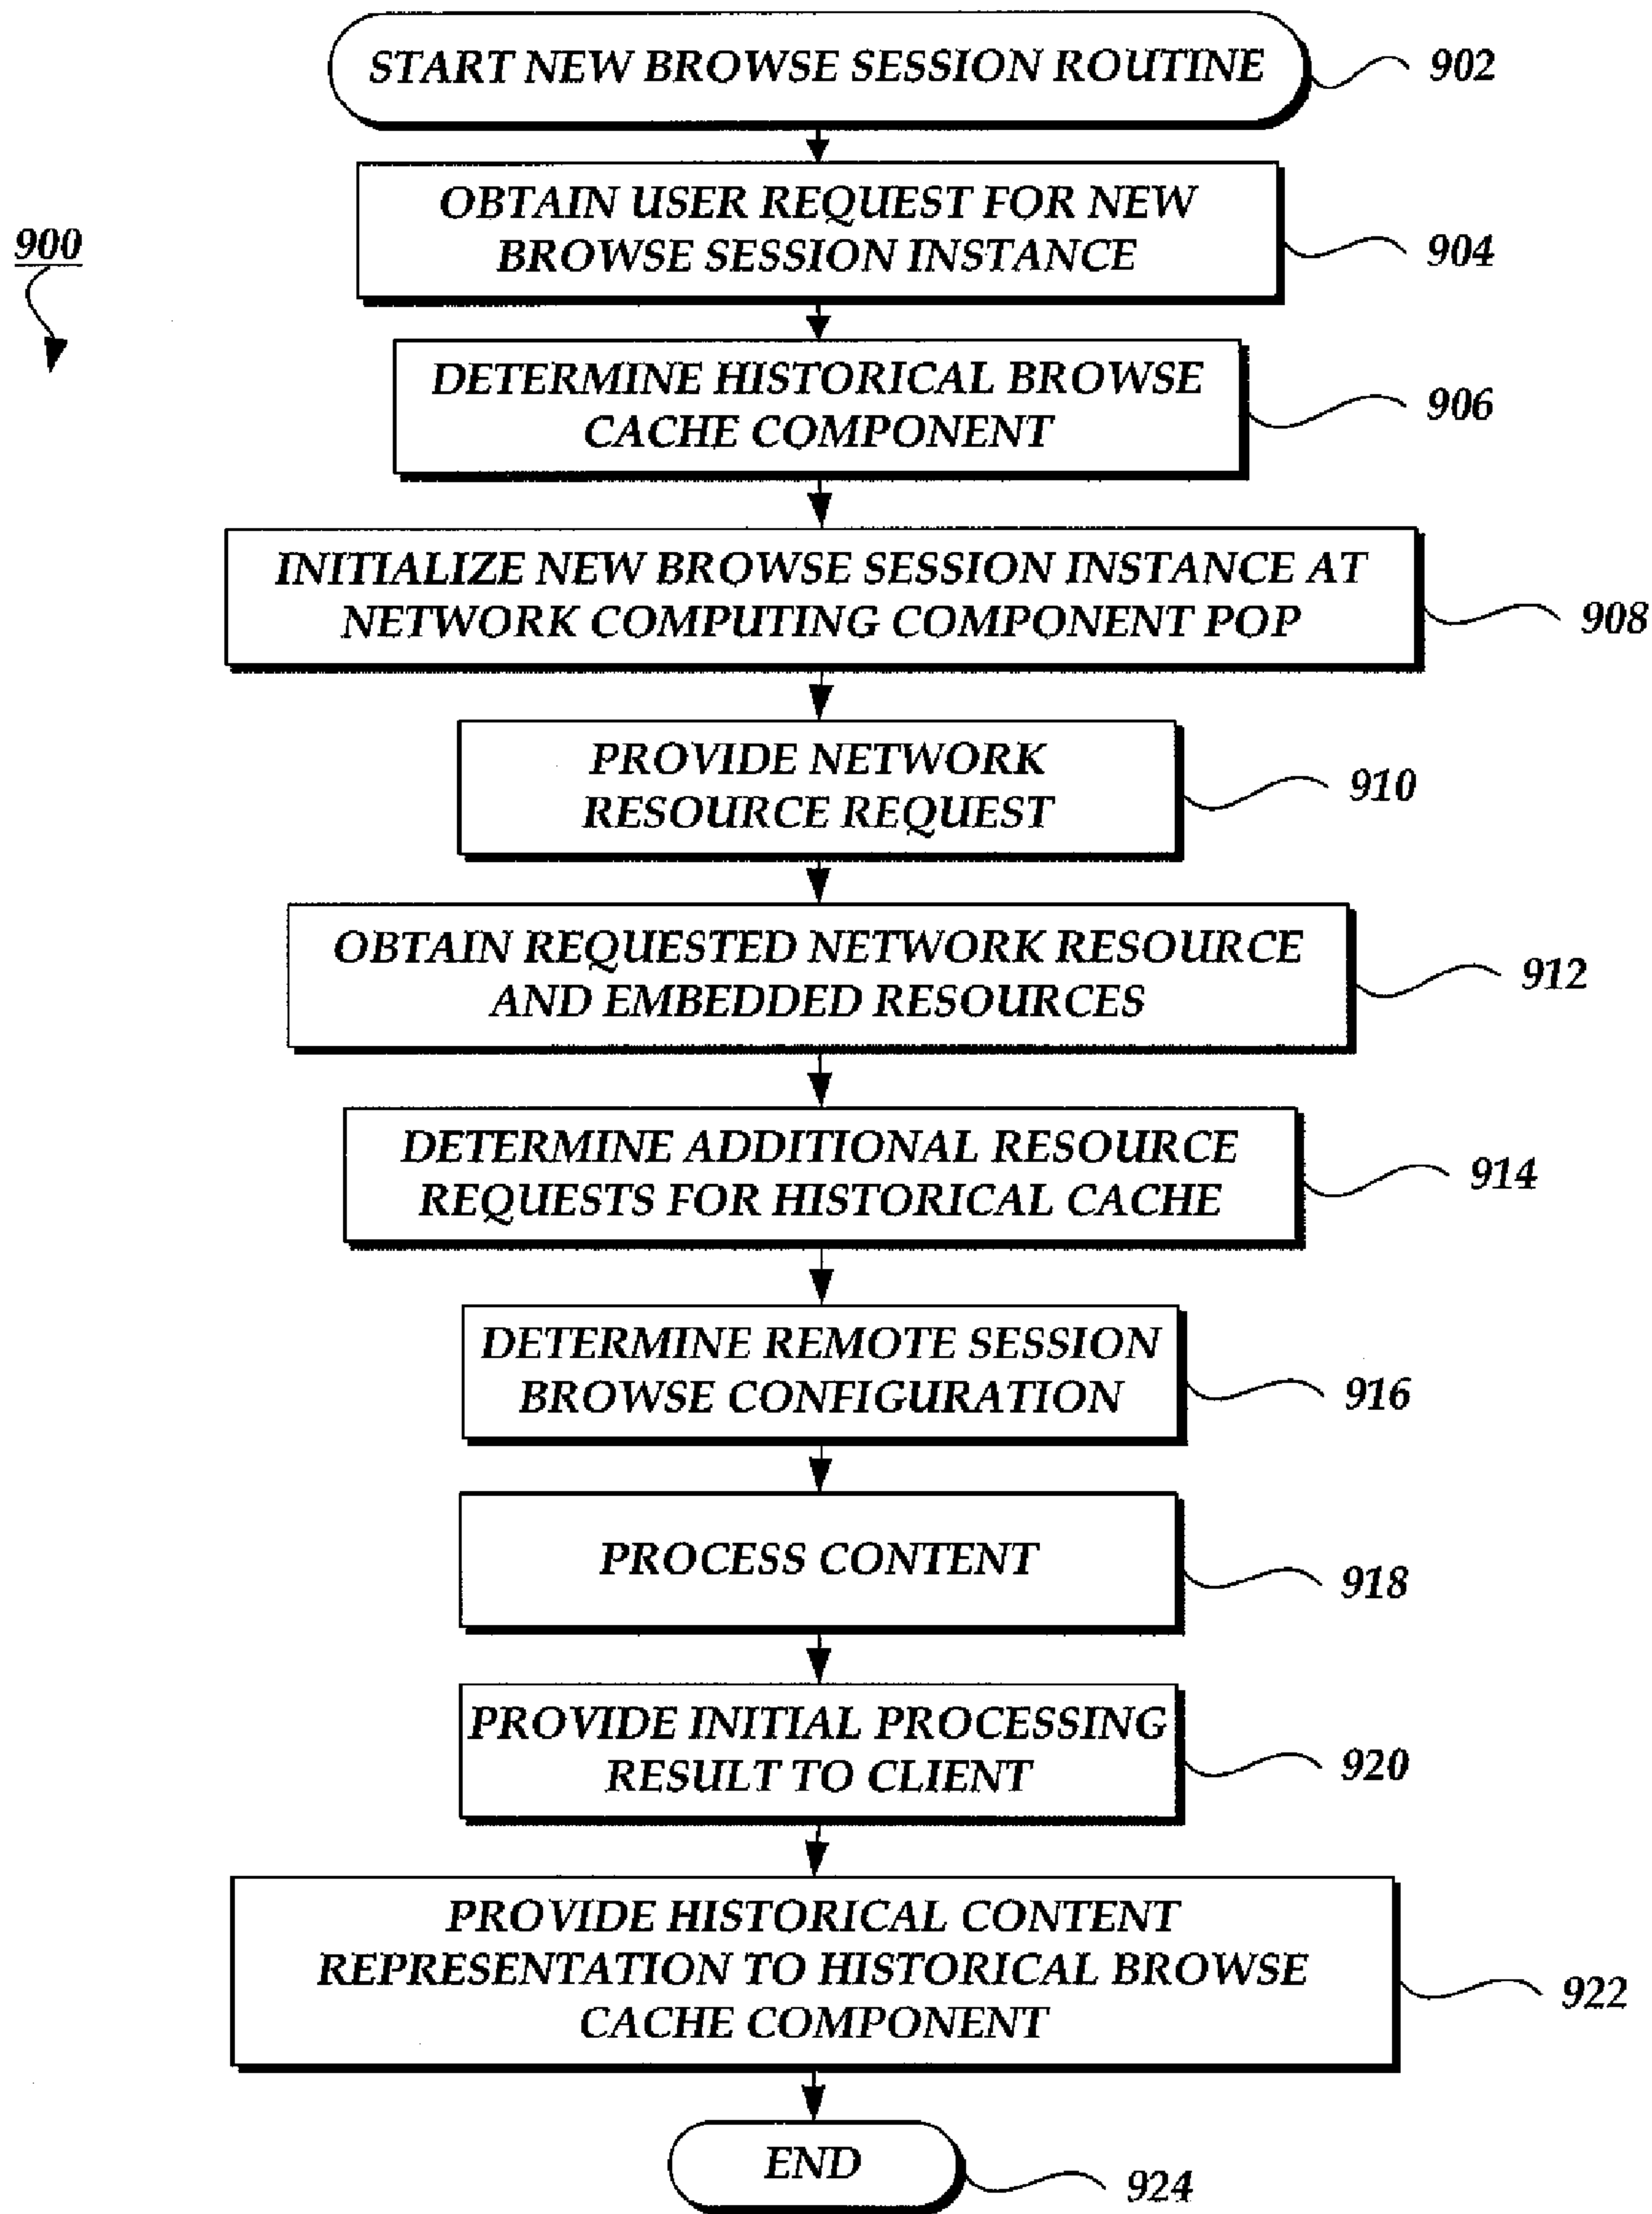 START NEW BROWSE SESSION ROUTINE
902
OBTAIN USER REQUEST FOR NEW
BROWSE SESSION INSTANCE
904
900
DETERMINE HISTORICAL BROWSE
CACHE COMPONENT
906
INITIALIZE NEW BROWSE SESSION INSTANCE AT
NETWORK COMPUTING COMPONENT POP
908
PROVIDE NETWORK
RESOURCE REQUEST
910
OBTAIN REQUESTED NETWORK RESOURCE
AND EMBEDDED RESOURCES
912
DETERMINE ADDITIONAL RESOURCE
REQUESTS FOR HISTORICAL CACHE
914
DETERMINE REMOTE SESSION
BROWSE CONFIGURATION
916
PROCESS CONTENT
918
PROVIDE INITIAL PROCESSING
RESULT TO CLIENT
920
PROVIDE HISTORICAL CONTENT
REPRESENTATION TO HISTORICAL BROWSE
CACHE COMPONENT
922
END
924